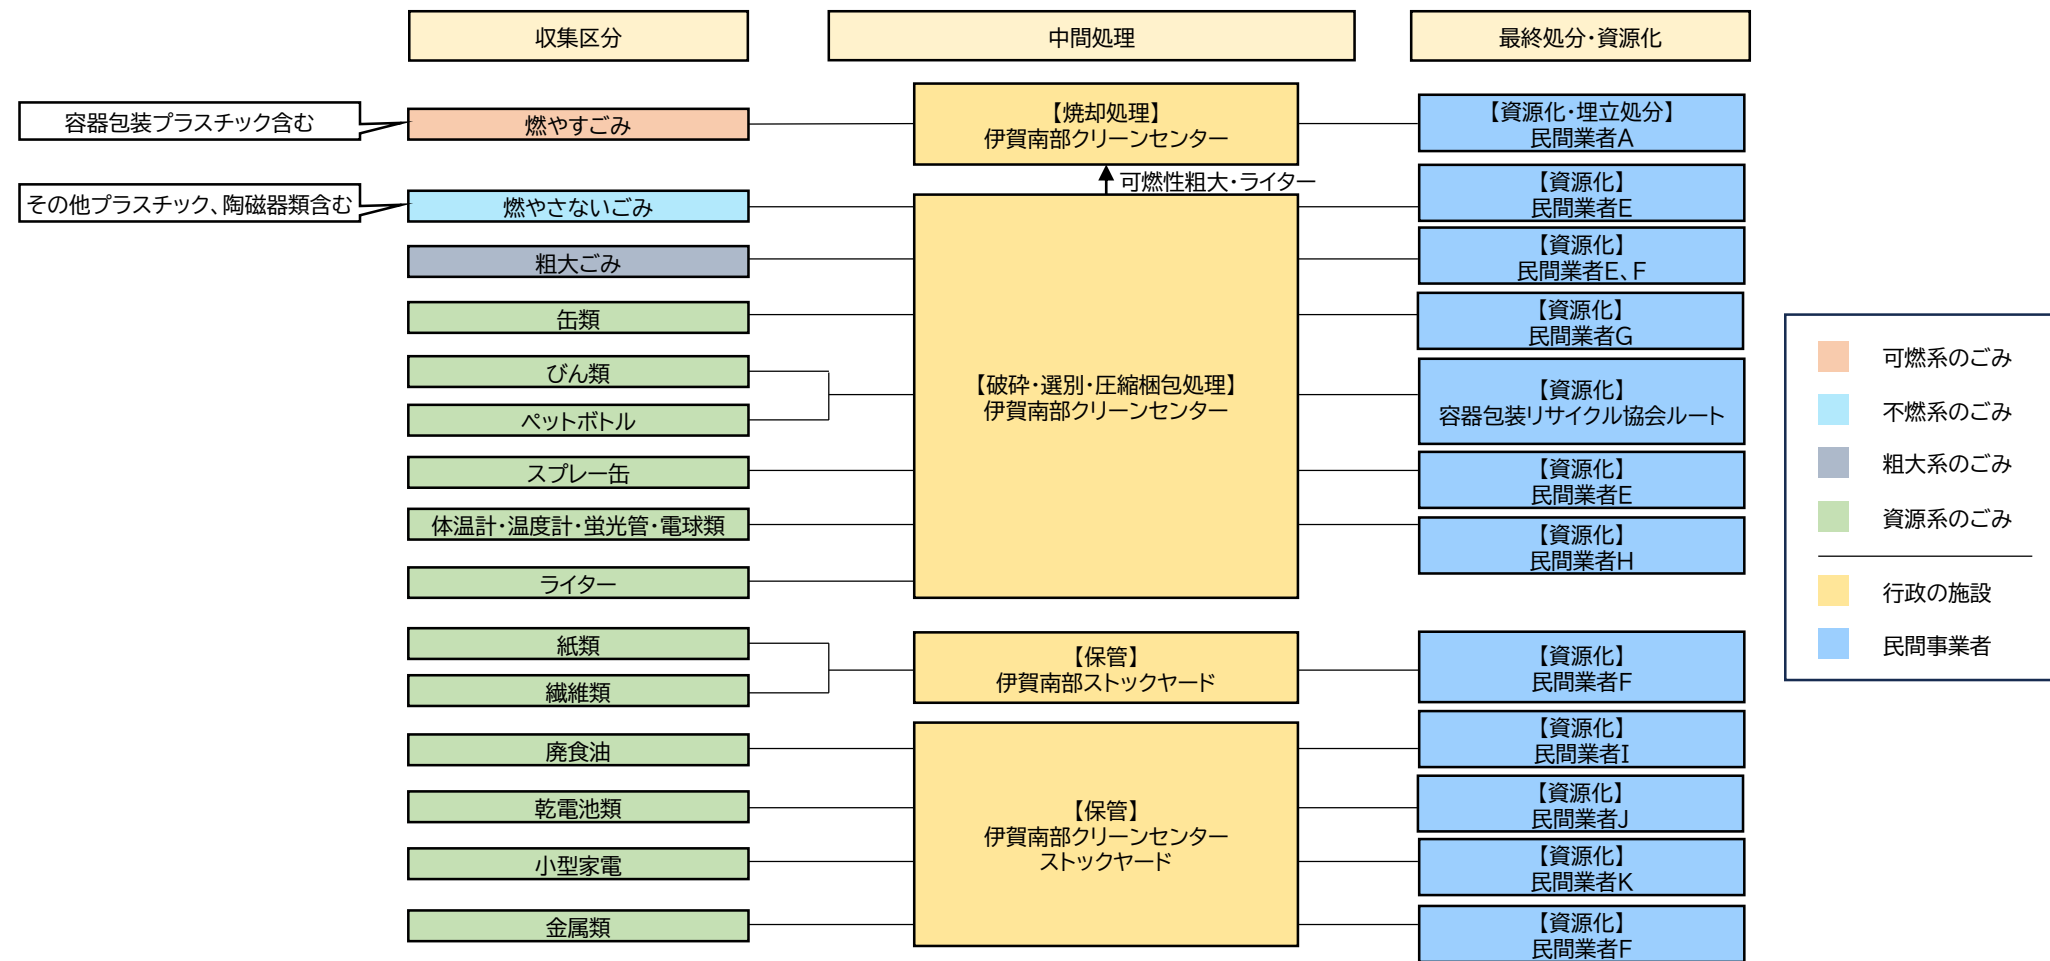 収集区分
中間処理
最終処分・資源化
容器包装プラスチック含む
燃やすごみ
【焼却処理】
伊賀南部クリーンセンター
【資源化・埋立処分】
民間業者A
可燃性粗大・ライター
その他プラスチック、陶磁器類含む
燃やさないごみ
【資源化】
民間業者E
粗大ごみ
【資源化】
民間業者E、F
缶類
【資源化】
民間業者G
びん類
ペットボトル
【破砕・選別・圧縮梱包処理】
伊賀南部クリーンセンター
【資源化】
容器包装リサイクル協会ルート
スプレー缶
【資源化】
民間業者E
体温計・温度計・蛍光管・電球類
【資源化】
民間業者H
ライター
紙類
繊維類
【保管】
伊賀南部ストックヤード
【資源化】
民間業者F
廃食油
【資源化】
民間業者I
乾電池類
【保管】
伊賀南部クリーンセンター
ストックヤード
【資源化】
民間業者J
小型家電
【資源化】
民間業者K
金属類
【資源化】
民間業者F
可燃系のごみ
不燃系のごみ
粗大系のごみ
資源系のごみ
行政の施設
民間事業者